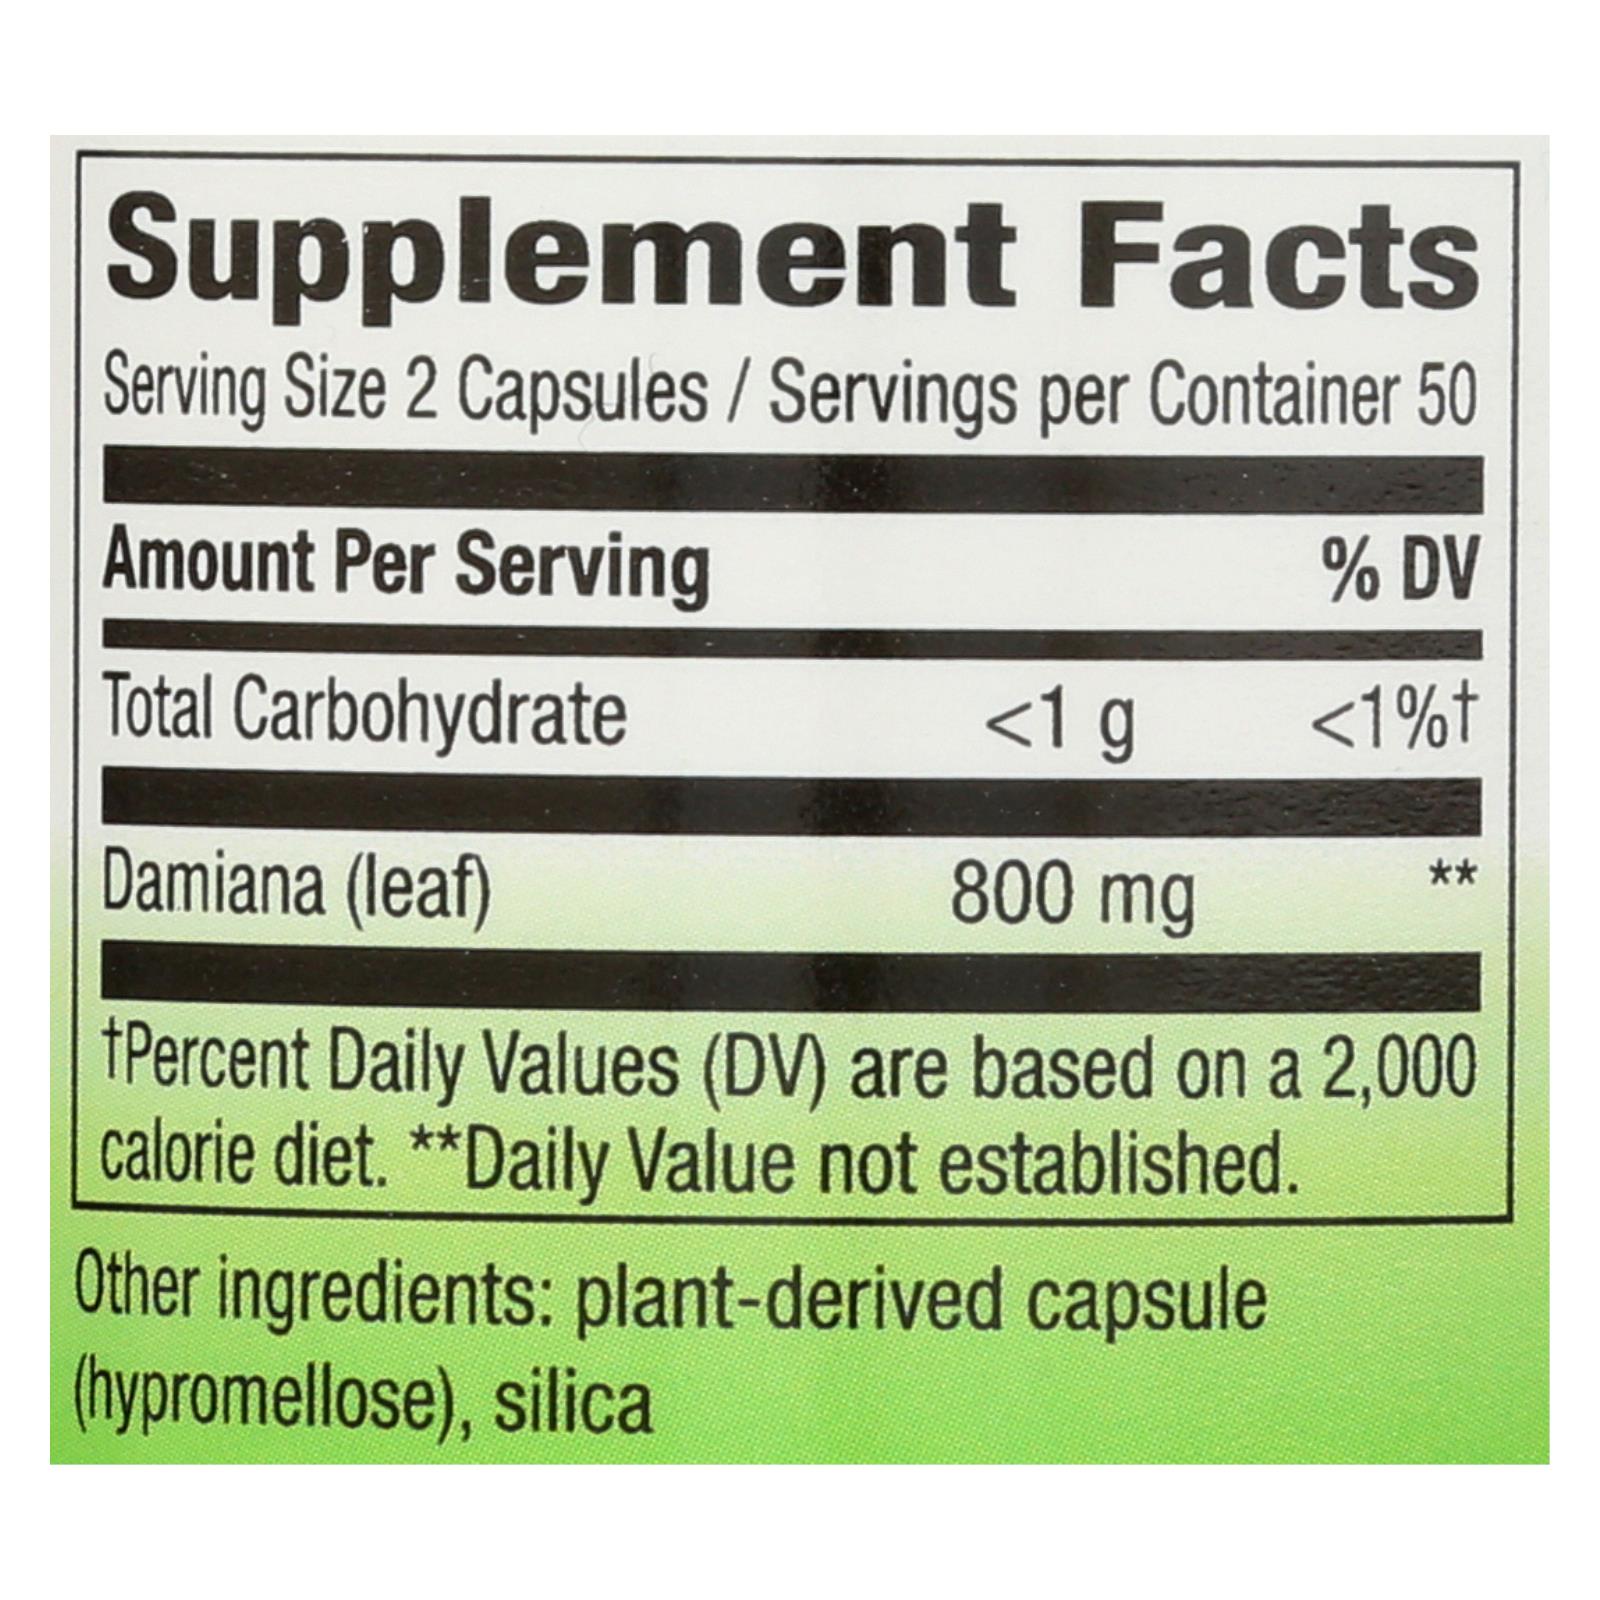 Supplement Facts
Serving Size 2 Capsules / Servings per Container 50
Amount Per Serving % DV
Total Carbohydrate <1 g <1%†
Damiana (leaf) 800 mg **
†Percent Daily Values (DV) are based on a 2,000
calorie diet. **Daily Value not established.
Other ingredients: plant-derived capsule
(hypromellose), silica